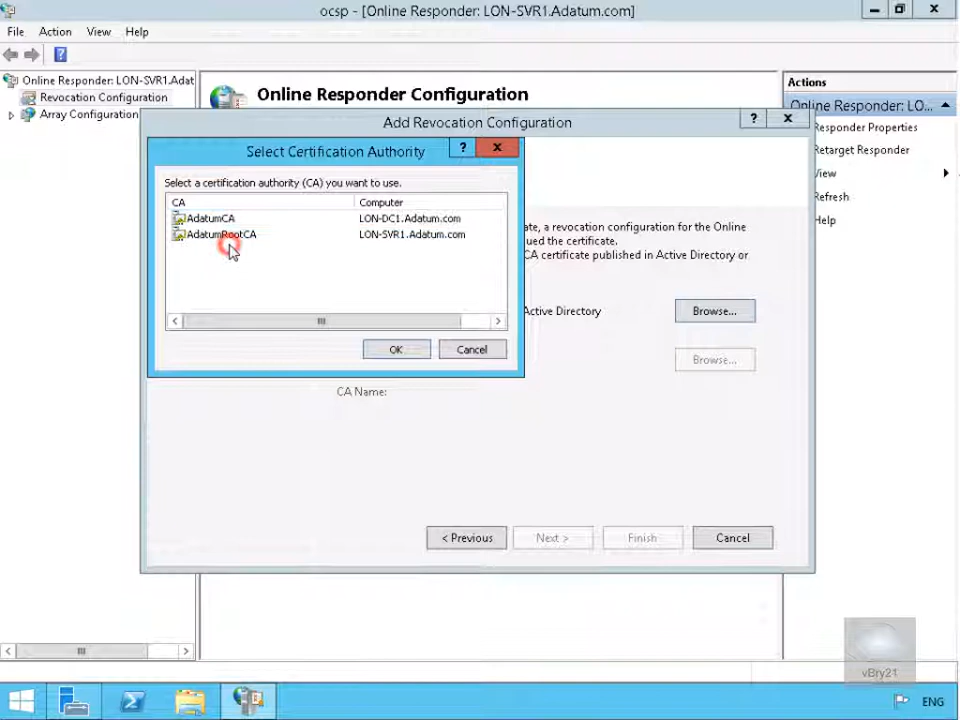 ocsp - [Online Responder: LON-SVR1.Adatum.com]
File Action View Help
Online Responder: LON-SVR1.Adat
Revocation Configuration
Array Configuration
Online Responder Configuration
Actions
Online Responder: LO...
Responder Properties
Retarget Responder
View
Refresh
Help
Add Revocation Configuration
Select Certification Authority
Select a certification authority (CA) you want to use.
CA Computer
AdatumCA LON-DC1.Adatum.com
AdatumRootCA LON-SVR1.Adatum.com
OK Cancel
ate, a revocation configuration for the Online
ued the certificate.
CA certificate published in Active Directory or
Active Directory Browse...
Browse...
CA Name:
< Previous Next > Finish Cancel
vBry21
ENG